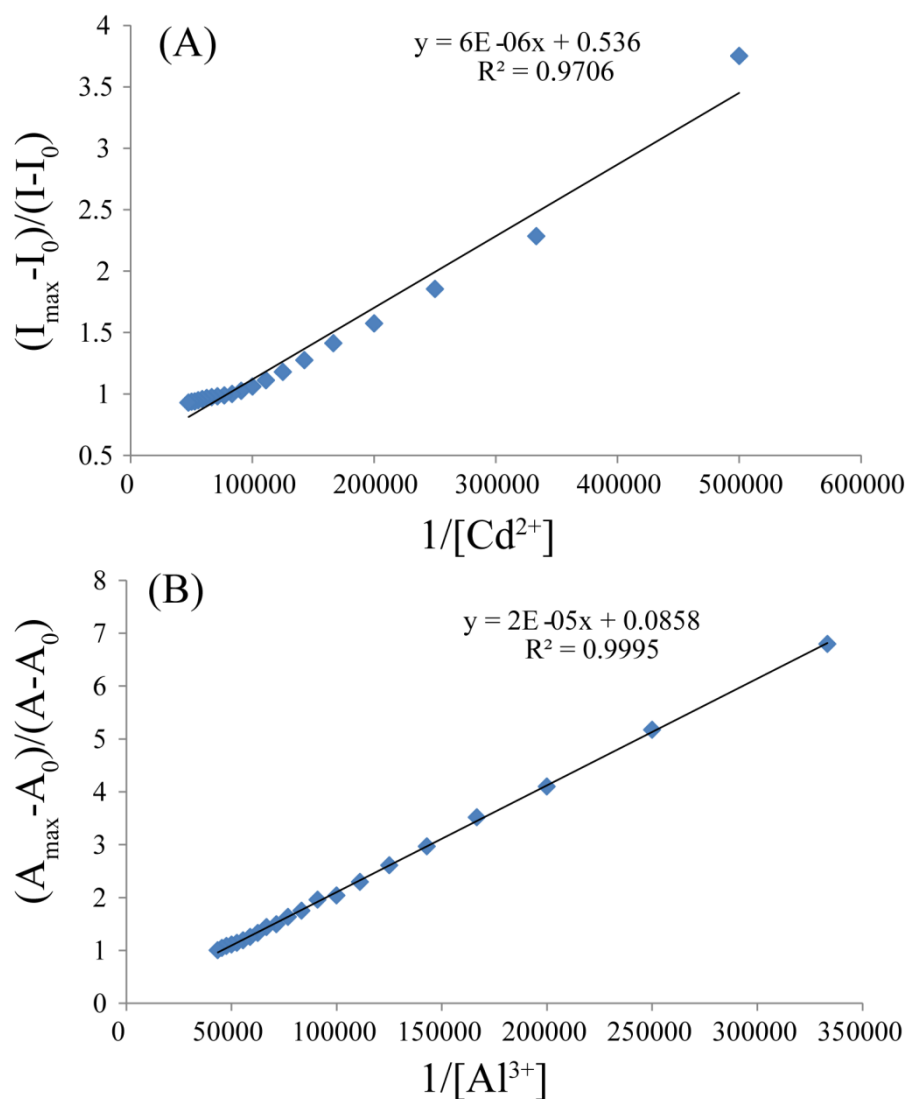 (A)
y = 6E-06x + 0.536
R² = 0.9706
4
3.5
3
2.5
2
1.5
1
0.5
(Imax-I0)/(I-I0)
0 100000 200000 300000 400000 500000 600000
1/[Cd²⁺]
(B)
y = 2E-05x + 0.0858
R² = 0.9995
8
7
6
5
4
3
2
1
0
(Amax-A0)/(A-A0)
0 50000 100000 150000 200000 250000 300000 350000
1/[Al³⁺]